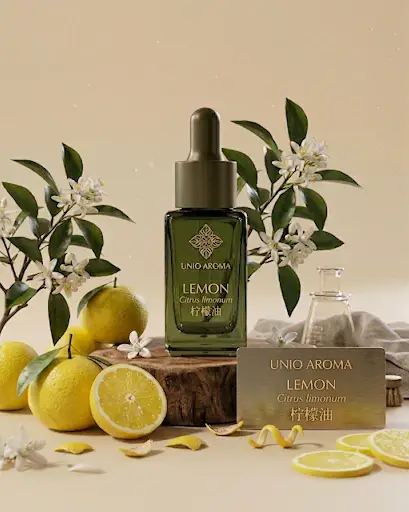 UNIO AROMA
LEMON
Citrus limonum
柠檬油
UNIO AROMA
LEMON
Citrus limonum
柠檬油